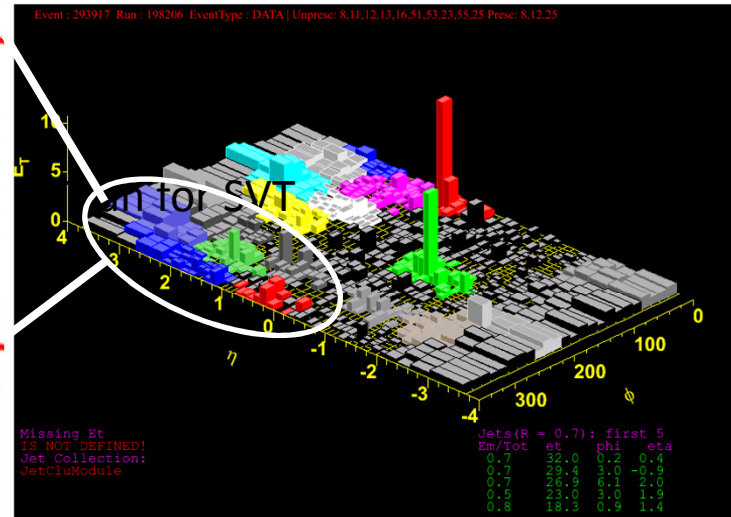 Event : 293917 Run : 198206 EventType : DATA | Unpresc: 8,11,12,13,16,51,53,23,55,25 Presc: 8,12,25
10
5
0
E_T
for SVT
4
3
2
1
0
-1
-2
-3
-4
η
300
200
100
0
ϕ
Missing Et
IS NOT DEFINED!
Jet Collection:
JetCluModule
Jets(R = 0.7): first 5
Em/Tot et phi eta
0.7 32.0 0.2 0.4
0.7 29.4 3.0 -0.9
0.7 26.9 6.1 2.0
0.5 23.0 3.0 1.9
0.8 18.3 0.9 1.4